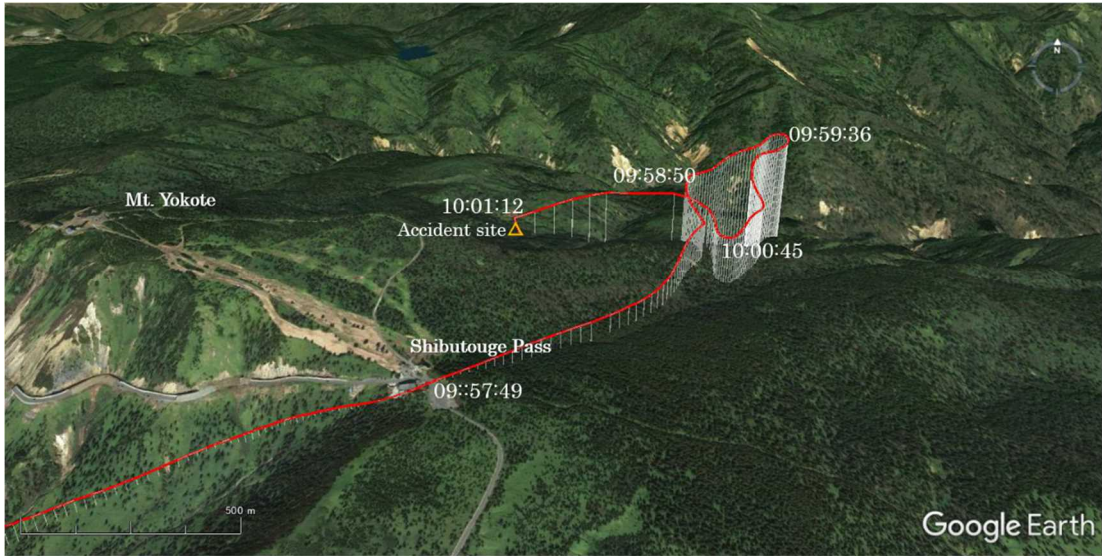 N
09:59:36
09:58:50
Mt. Yokote
10:01:12
Accident site
10:00:45
Shibutouge Pass
09::57:49
500 m
Google Earth